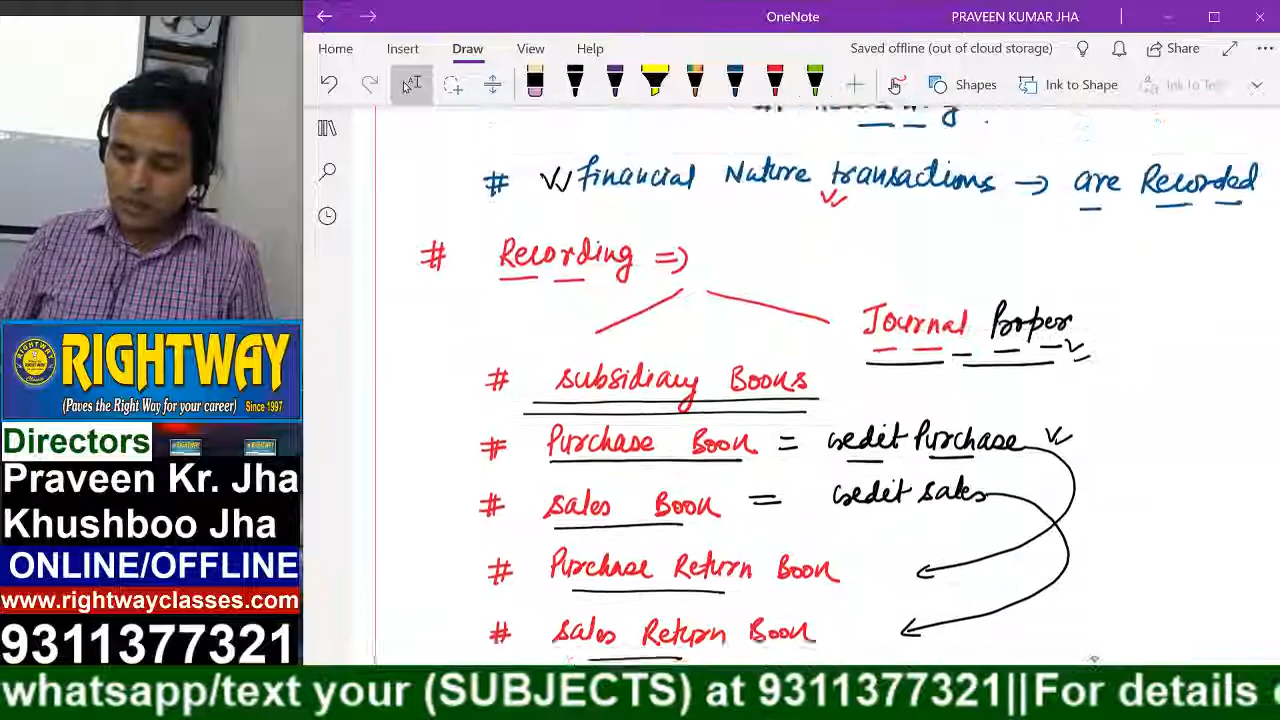 OneNote
PRAVEEN KUMAR JHA
Home Insert Draw View Help
Saved offline (out of cloud storage)
Share
Shapes
Ink to Shape
# Financial Nature transactions → are Recorded
# Recording ⇒
Journal Proper
# Subsidiary Books
# Purchase Book = credit Purchase
# Sales Book = credit sales
# Purchase Return Book
# Sales Return Book
RIGHTWAY
(Paves the Right Way for your career) Since 1997
Directors
Praveen Kr. Jha
Khushboo Jha
ONLINE/OFFLINE
www.rightwayclasses.com
9311377321
whatsapp/text your (SUBJECTS) at 9311377321||For details